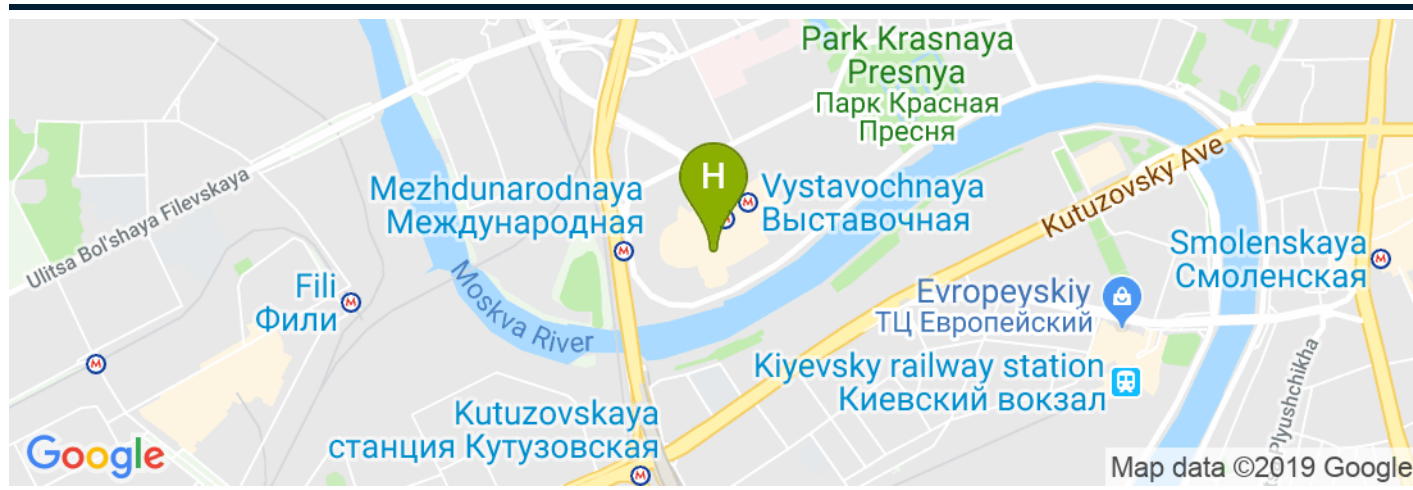 Park Krasnaya
Presnya
Парк Красная
Пресня
H
Mezhdunarodnaya
Международная
M
Vystavochnaya
Выставочная
M
M
Kutuzovsky Ave
Ulitsa Bol'shaya Filevskaya
Smolenskaya
Смоленская
M
Fili
Фили
M
Moskva River
Evropeyskiy
ТЦ Европейский
M
Kiyevsky railway station
Киевский вокзал
Kutuzovskaya
станция Кутузовская
M
Plyushchikha
Google
Map data ©2019 Google